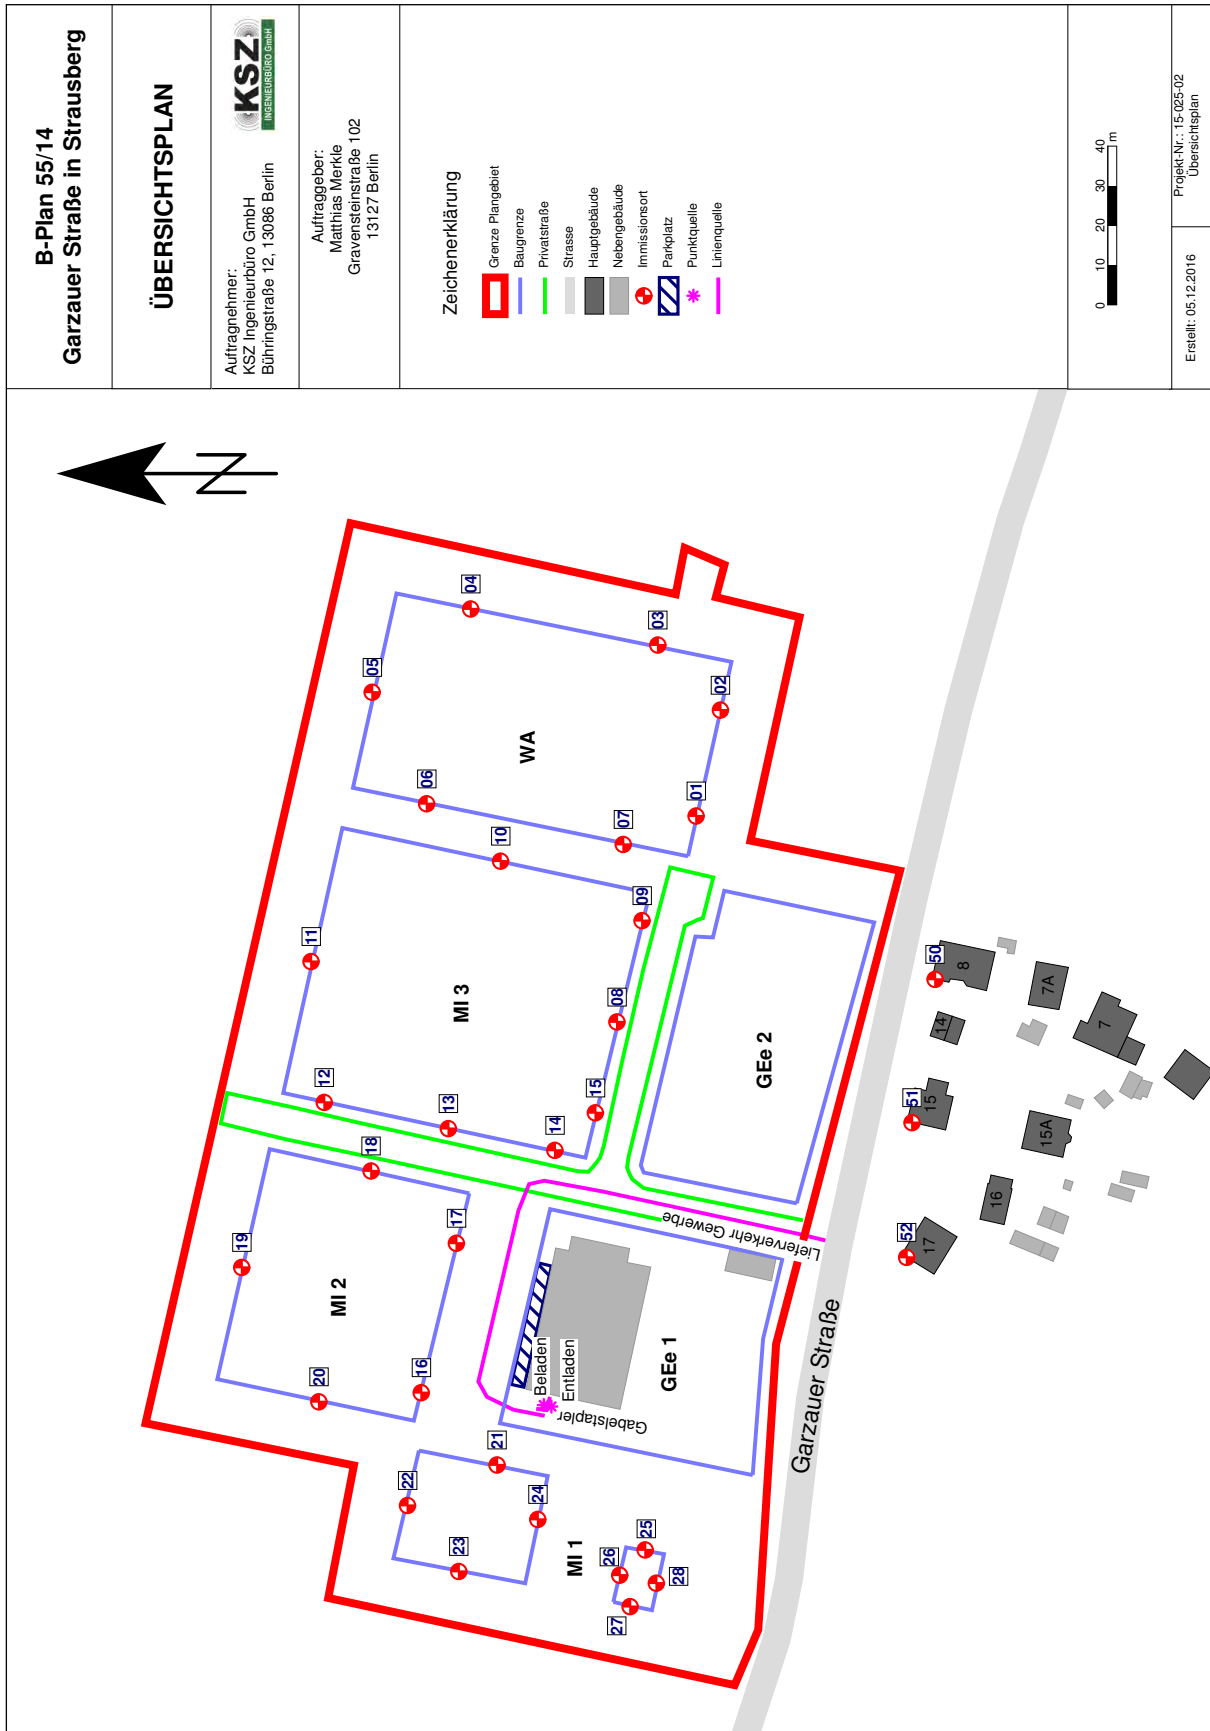 B-Plan 55/14
Garzauer Straße in Strausberg
ÜBERSICHTSPLAN
Auftragnehmer:
KSZ Ingenieurbüro GmbH
Bühringstraße 12, 13086 Berlin
KSZ
INGENIEURBÜRO GmbH
Auftraggeber:
Matthias Merkle
Gravensteinstraße 102
13127 Berlin
Zeichenerklärung
Grenze Plangebiet
Baugrenze
Privatstraße
Strasse
Hauptgebäude
Nebengebäude
Immissionsort
Parkplatz
Punktquelle
Linienquelle
0 10 20 30 40
m
Erstellt: 05.12.2016
Projekt-Nr.: 15-025-02
Übersichtsplan
N
19
20
18
MI 2
17
16
22
23
21
24
MI 1
26
25
27
28
11
12
10
MI 3
13
14
09
08
15
05
04
06
WA
03
07
02
01
GEe 2
GEe 1
Beladen
Entladen
Gabelstapler
Lieferverkehr Gewerbe
Garzauer Straße
52
17
16
51
15
15A
14
50
8
7A
7